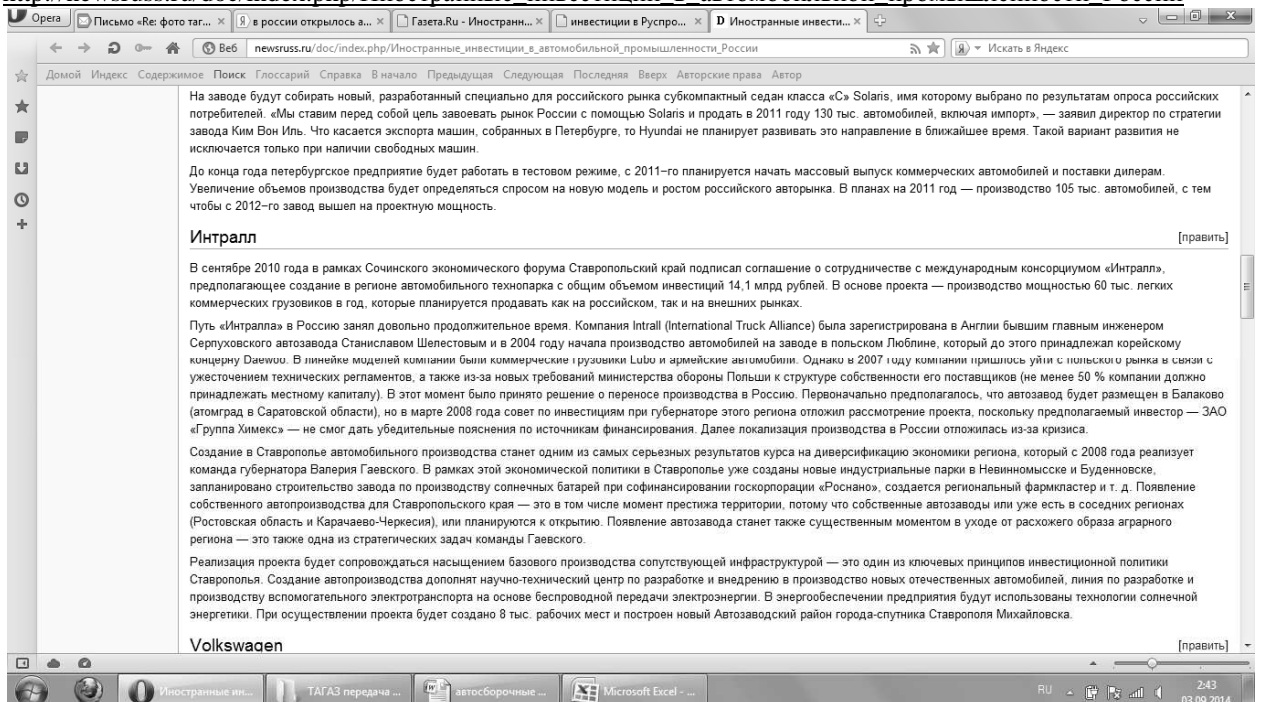 http://newsruss.ru/doc/index.php/Иностранные_инвестиции_в_автомобильной_промышленности_России
Opera Письмо «Re: фото таг... в россии открылось а... Газета.Ru - Иностранн... инвестиции в Руспро... Иностранные инвести...
Веб newsruss.ru/doc/index.php/Иностранные_инвестиции_в_автомобильной_промышленности_России Искать в Яндекс
Домой Индекс Содержимое Поиск Глоссарий Справка В начало Предыдущая Следующая Последняя Вверх Авторские права Автор
На заводе будут собирать новый, разработанный специально для российского рынка субкомпактный седан класса «С» Solaris, имя которому выбрано по результатам опроса российских
потребителей. «Мы ставим перед собой цель завоевать рынок России с помощью Solaris и продать в 2011 году 130 тыс. автомобилей, включая импорт», — заявил директор по стратегии
завода Ким Вон Иль. Что касается экспорта машин, собранных в Петербурге, то Hyundai не планирует развивать это направление в ближайшее время. Такой вариант развития не
исключается только при наличии свободных машин.
До конца года петербургское предприятие будет работать в тестовом режиме, с 2011–го планируется начать массовый выпуск коммерческих автомобилей и поставки дилерам.
Увеличение объемов производства будет определяться спросом на новую модель и ростом российского авторынка. В планах на 2011 год — производство 105 тыс. автомобилей, с тем
чтобы с 2012–го завод вышел на проектную мощность.
Интралл [править]
В сентябре 2010 года в рамках Сочинского экономического форума Ставропольский край подписал соглашение о сотрудничестве с международным консорциумом «Интралл»,
предполагающее создание в регионе автомобильного технопарка с общим объемом инвестиций 14,1 млрд рублей. В основе проекта — производство мощностью 60 тыс. легких
коммерческих грузовиков в год, которые планируется продавать как на российском, так и на внешних рынках.
Путь «Интралла» в Россию занял довольно продолжительное время. Компания Intrall (International Truck Alliance) была зарегистрирована в Англии бывшим главным инженером
Серпуховского автозавода Станиславом Шелестовым и в 2004 году начала производство автомобилей на заводе в польском Люблине, который до этого принадлежал корейскому
концерну Daewoo. В линейке моделей компании были коммерческие грузовики Lubo и армейские автомобили. Однако в 2007 году компании пришлось уйти с польского рынка в связи с
ужесточением технических регламентов, а также из-за новых требований министерства обороны Польши к структуре собственности его поставщиков (не менее 50 % компании должно
принадлежать местному капиталу). В этот момент было принято решение о переносе производства в Россию. Первоначально предполагалось, что автозавод будет размещен в Балаково
(атомград в Саратовской области), но в марте 2008 года совет по инвестициям при губернаторе этого региона отложил рассмотрение проекта, поскольку предполагаемый инвестор — ЗАО
«Группа Химекс» — не смог дать убедительные пояснения по источникам финансирования. Далее локализация производства в России отложилась из-за кризиса.
Создание в Ставрополье автомобильного производства станет одним из самых серьезных результатов курса на диверсификацию экономики региона, который с 2008 года реализует
команда губернатора Валерия Гаевского. В рамках этой экономической политики в Ставрополье уже созданы новые индустриальные парки в Невинномысске и Буденновске,
запланировано строительство завода по производству солнечных батарей при софинансировании госкорпорации «Роснано», создается региональный фармкластер и т. д. Появление
собственного автопроизводства для Ставропольского края — это в том числе момент престижа территории, потому что собственные автозаводы или уже есть в соседних регионах
(Ростовская область и Карачаево-Черкесия), или планируются к открытию. Появление автозавода станет также существенным моментом в уходе от расхожего образа аграрного
региона — это также одна из стратегических задач команды Гаевского.
Реализация проекта будет сопровождаться насыщением базового производства сопутствующей инфраструктурой — это один из ключевых принципов инвестиционной политики
Ставрополья. Создание автопроизводства дополнят научно-технический центр по разработке и внедрению в производство новых отечественных автомобилей, линия по разработке и
производству вспомогательного электротранспорта на основе беспроводной передачи электроэнергии. В энергообеспечении предприятия будут использованы технологии солнечной
энергетики. При осуществлении проекта будет создано 8 тыс. рабочих мест и построен новый Автозаводский район города-спутника Ставрополя Михайловска.
Volkswagen [править]
Иностранные ин... ТАГАЗ передача ... автосборочные ... Microsoft Excel - ... RU 2:43
03.09.2014